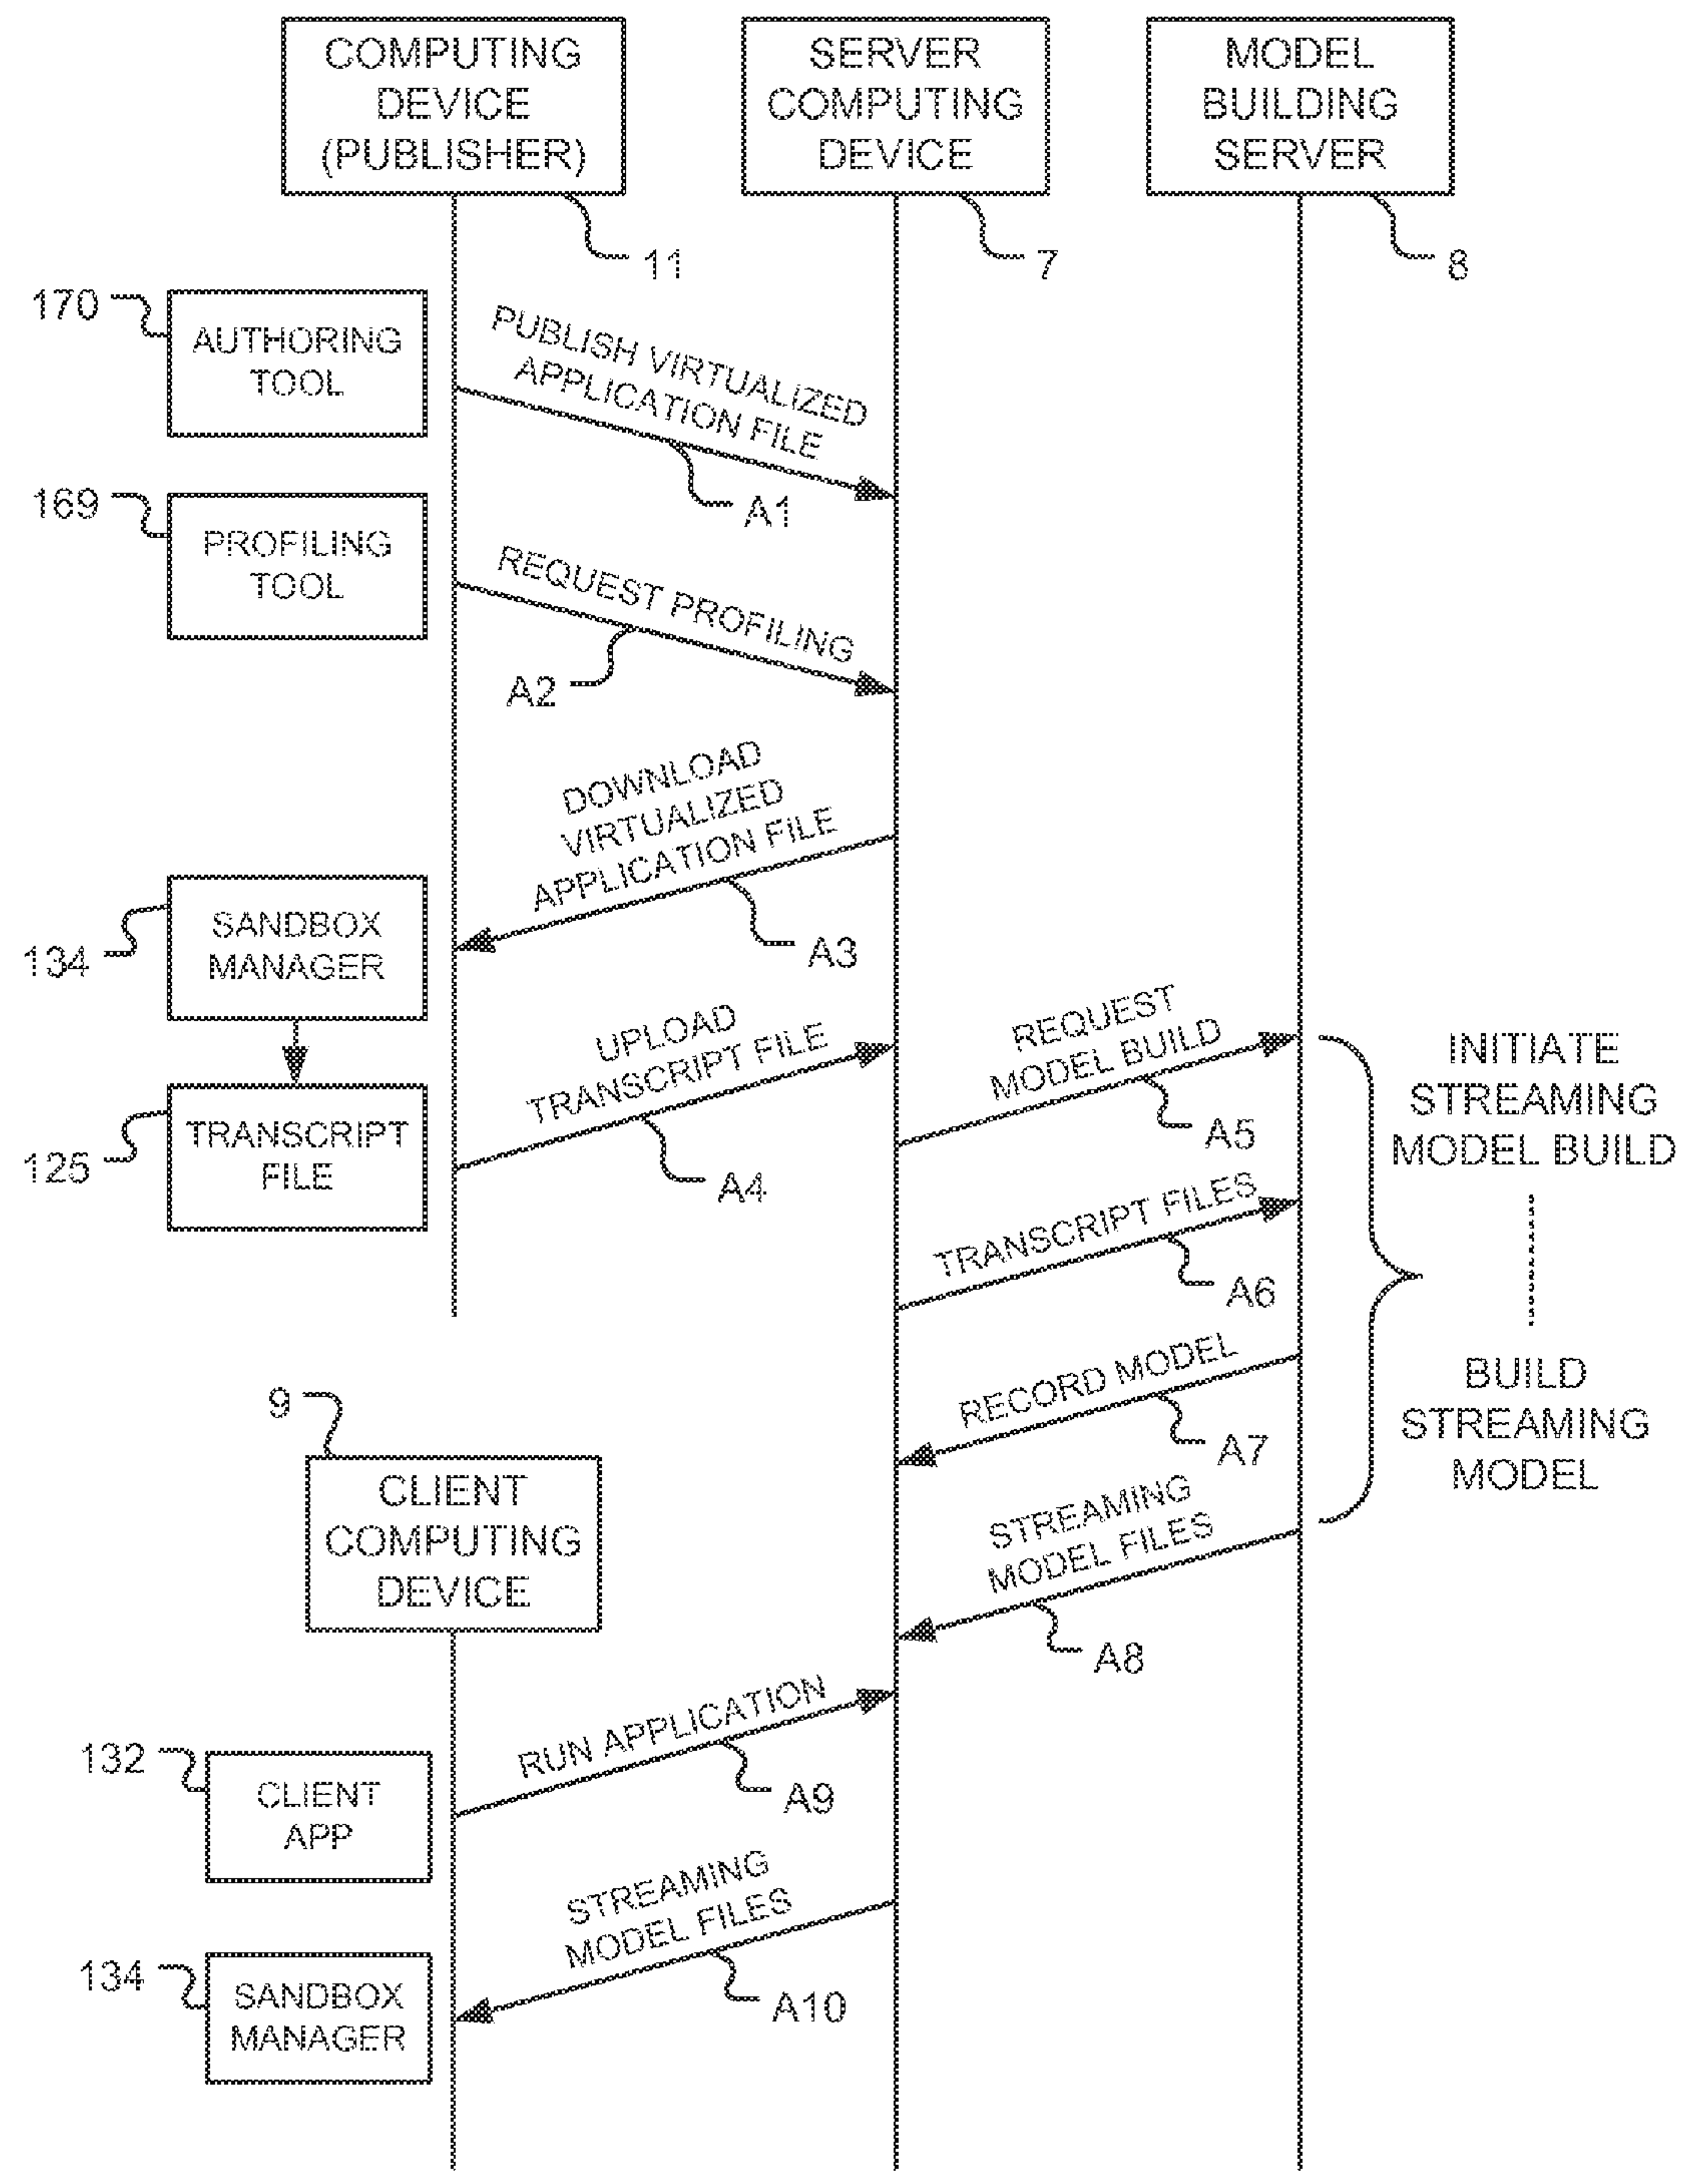 COMPUTING
DEVICE
(PUBLISHER)
SERVER
COMPUTING
DEVICE
MODEL
BUILDING
SERVER
11
7
8
170
AUTHORING
TOOL
PUBLISH VIRTUALIZED
APPLICATION FILE
A1
169
PROFILING
TOOL
REQUEST PROFILING
A2
DOWNLOAD
VIRTUALIZED
APPLICATION FILE
A3
134
SANDBOX
MANAGER
UPLOAD
TRANSCRIPT FILE
A4
125
TRANSCRIPT
FILE
REQUEST
MODEL BUILD
A5
INITIATE
STREAMING
MODEL BUILD
TRANSCRIPT FILES
A6
RECORD MODEL
A7
BUILD
STREAMING
MODEL
9
CLIENT
COMPUTING
DEVICE
STREAMING
MODEL FILES
A8
RUN APPLICATION
A9
132
CLIENT
APP
STREAMING
MODEL FILES
A10
134
SANDBOX
MANAGER